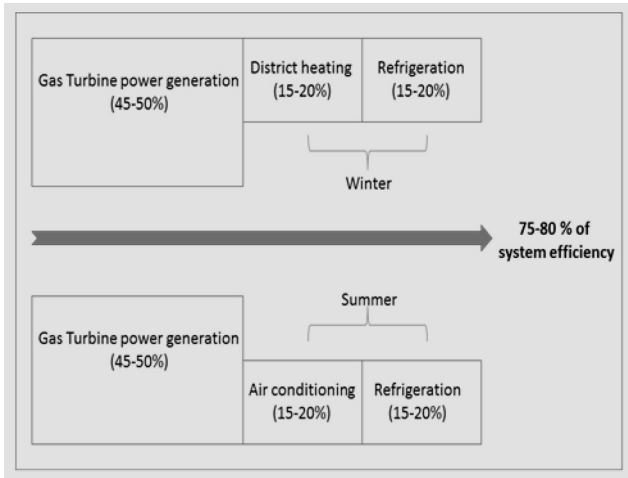 Gas Turbine power generation
(45-50%)
District heating
(15-20%)
Refrigeration
(15-20%)
Winter
75-80 % of
system efficiency
Summer
Gas Turbine power generation
(45-50%)
Air conditioning
(15-20%)
Refrigeration
(15-20%)